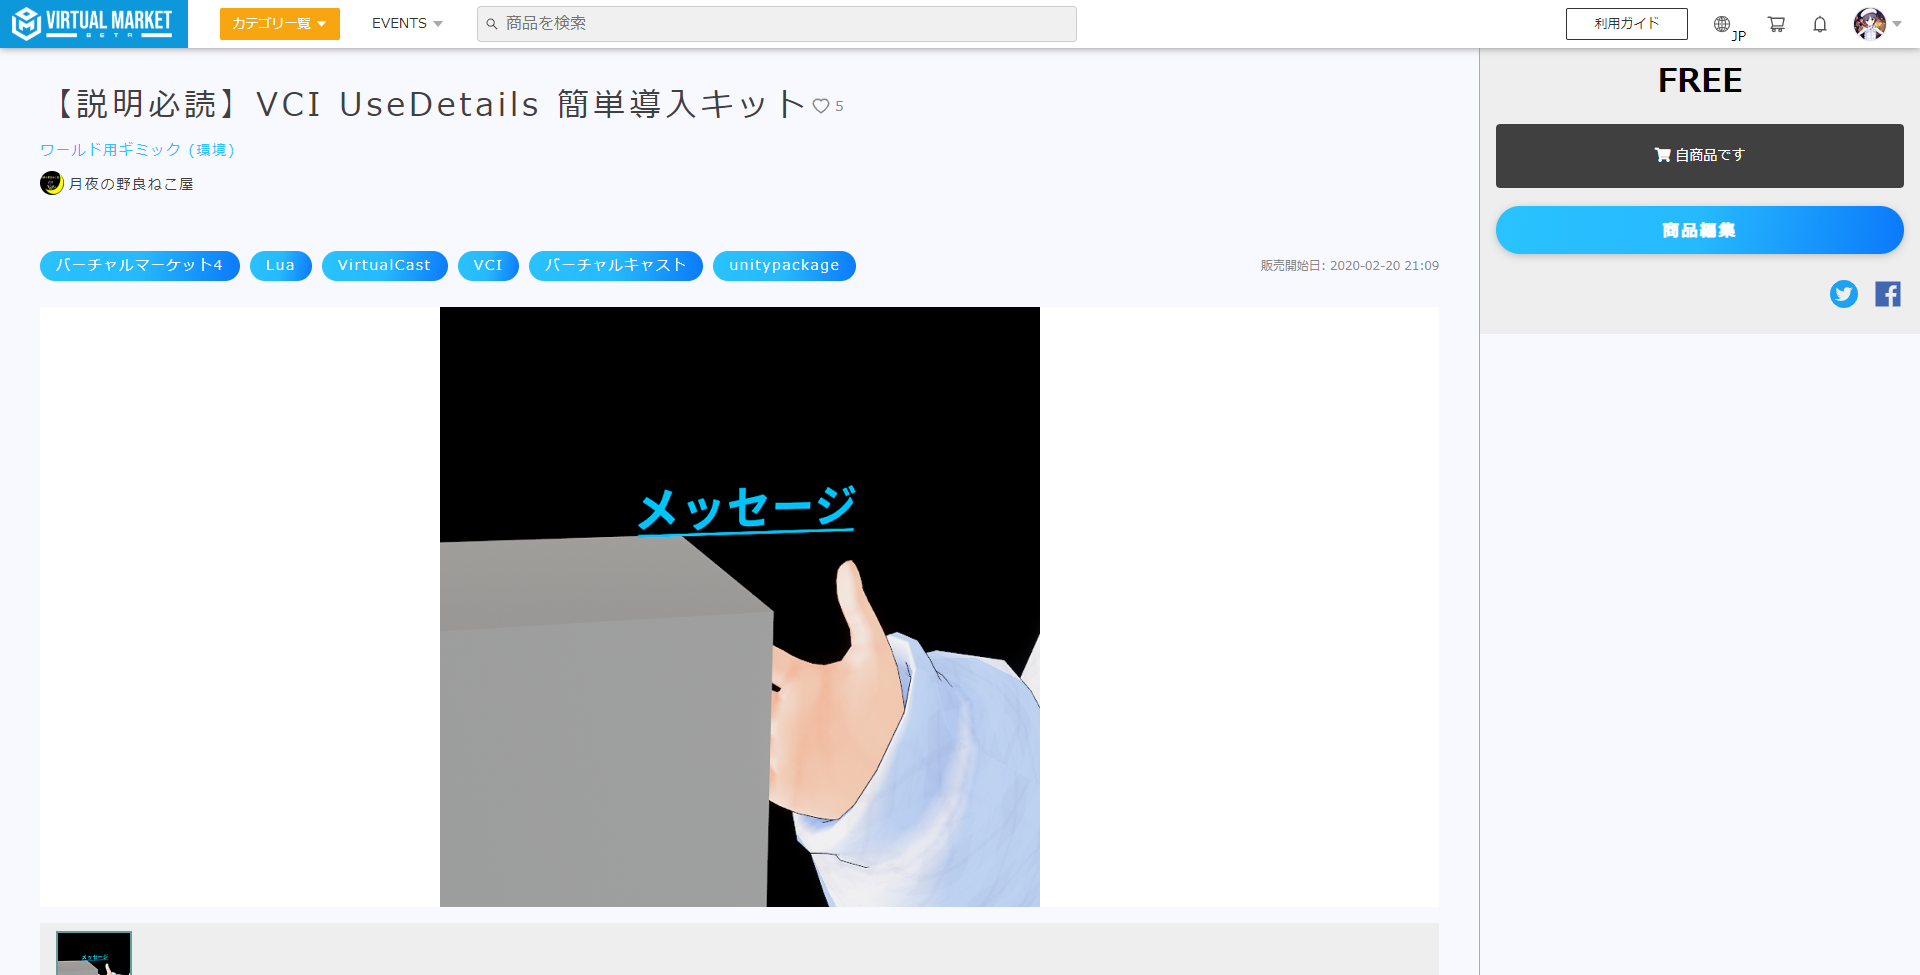 VIRTUAL MARKET
BETA
カテゴリ一覧
EVENTS
商品を検索
利用ガイド
JP
【説明必読】VCI UseDetails 簡単導入キット 5
ワールド用ギミック (環境)
月夜の野良ねこ屋
バーチャルマーケット4
Lua
VirtualCast
VCI
バーチャルキャスト
unitypackage
販売開始日: 2020-02-20 21:09
メッセージ
メッセージ
FREE
自商品です
商品編集